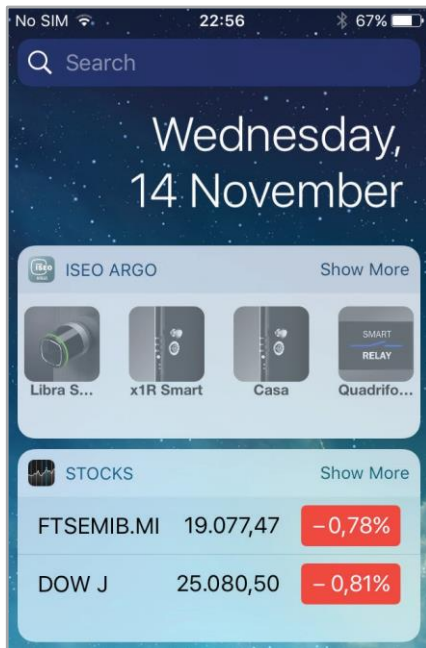 No SIM 22:56 67%
Search
Wednesday,
14 November
iseo
ISEO ARGO Show More
SMART
RELAY
Libra S... x1R Smart Casa Quadrifo...
STOCKS Show More
FTSEMIB.MI 19.077,47 −0,78%
DOW J 25.080,50 − 0,81%